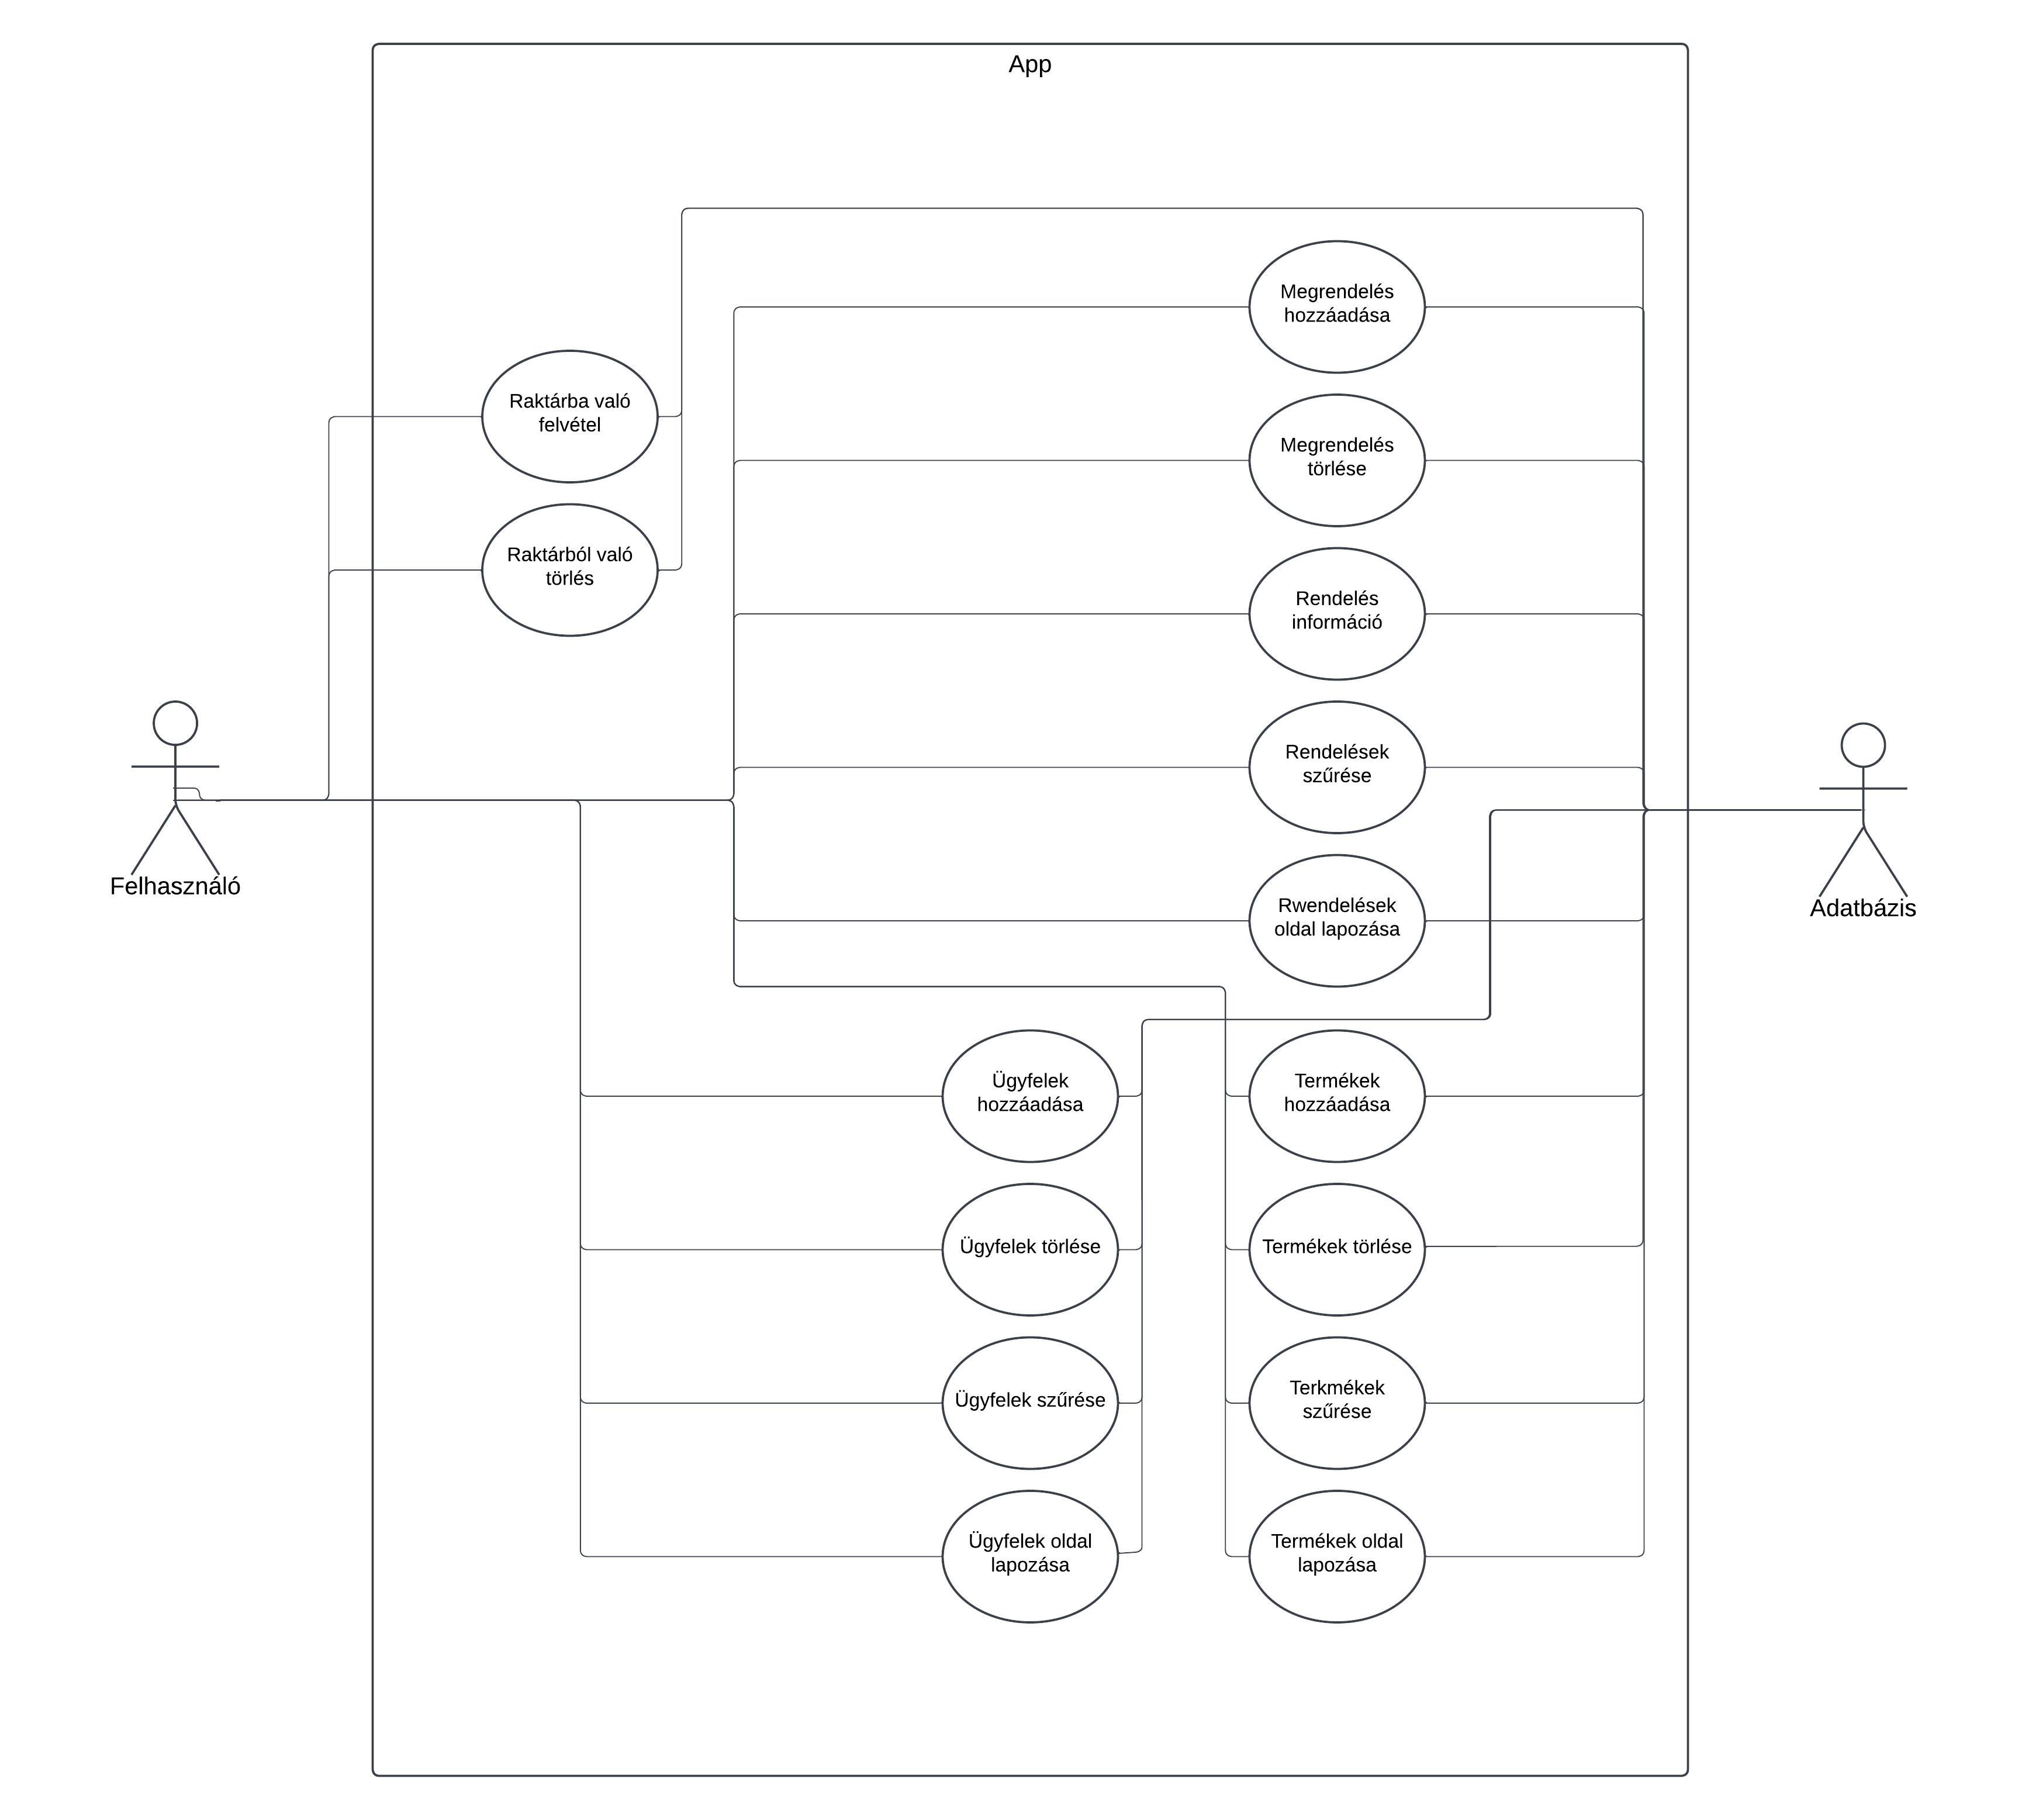 App
Megrendelés
hozzáadása
Raktárba való
felvétel
Megrendelés
törlése
Raktárból való
törlés
Rendelés
információ
Rendelések
szűrése
Felhasználó
Adatbázis
Rwendelések
oldal lapozása
Ügyfelek
hozzáadása
Termékek
hozzáadása
Ügyfelek törlése
Termékek törlése
Ügyfelek szűrése
Terkmékek
szűrése
Ügyfelek oldal
lapozása
Termékek oldal
lapozása